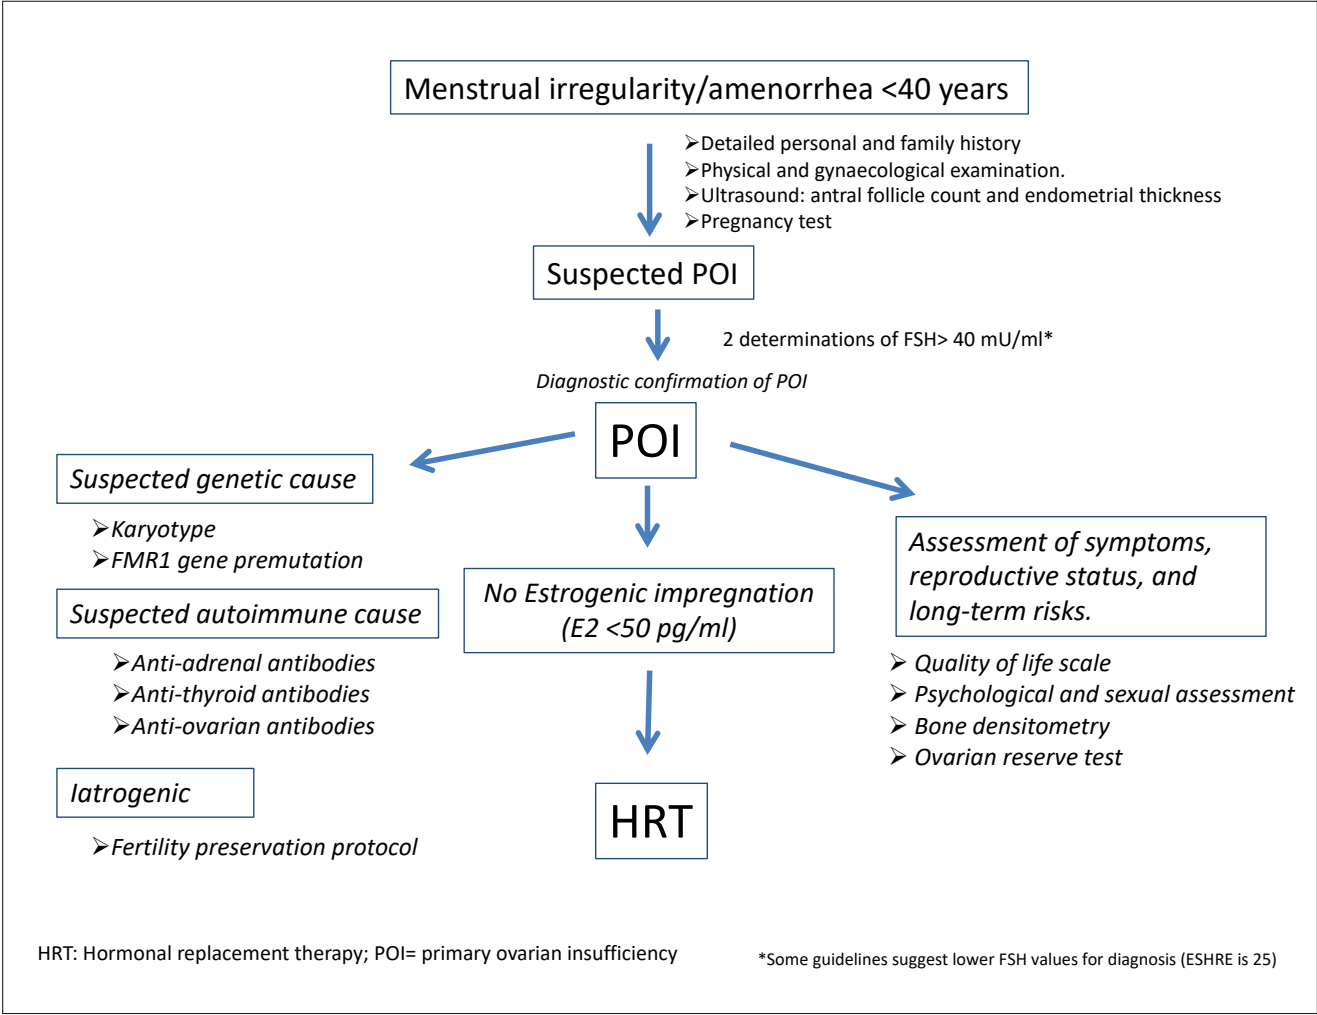 Menstrual irregularity/amenorrhea <40 years
➢Detailed personal and family history
➢Physical and gynaecological examination.
➢Ultrasound: antral follicle count and endometrial thickness
➢Pregnancy test
Suspected POI
2 determinations of FSH> 40 mU/ml*
Diagnostic confirmation of POI
POI
Suspected genetic cause
➢Karyotype
➢FMR1 gene premutation
Suspected autoimmune cause
➢Anti-adrenal antibodies
➢Anti-thyroid antibodies
➢Anti-ovarian antibodies
Iatrogenic
➢Fertility preservation protocol
No Estrogenic impregnation
(E2 <50 pg/ml)
HRT
Assessment of symptoms,
reproductive status, and
long-term risks.
➢ Quality of life scale
➢ Psychological and sexual assessment
➢ Bone densitometry
➢ Ovarian reserve test
HRT: Hormonal replacement therapy; POI= primary ovarian insufficiency
*Some guidelines suggest lower FSH values for diagnosis (ESHRE is 25)